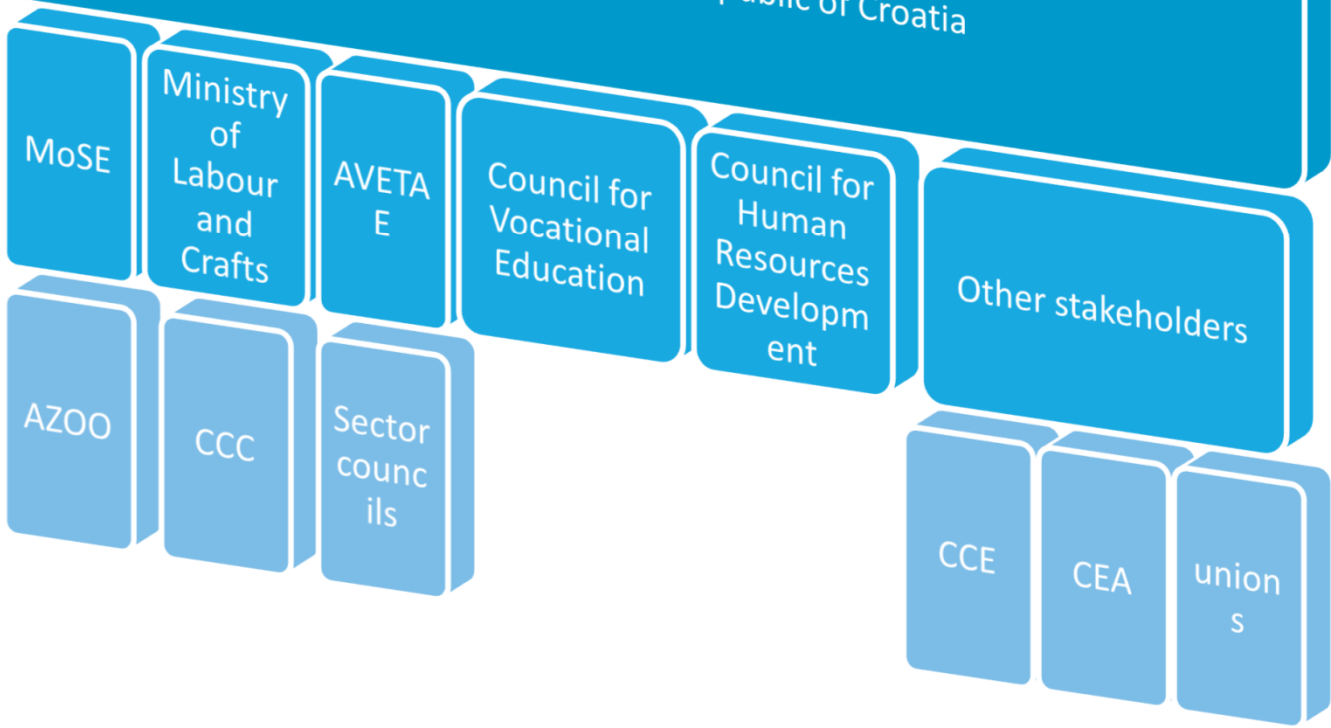 of Croatia
MoSE
Ministry
of
Labour
and
Crafts
AVETA
E
Council for
Vocational
Education
Council for
Human
Resources
Developm
ent
Other stakeholders
AZOO
CCC
Sector
counc
ils
CCE
CEA
union
s